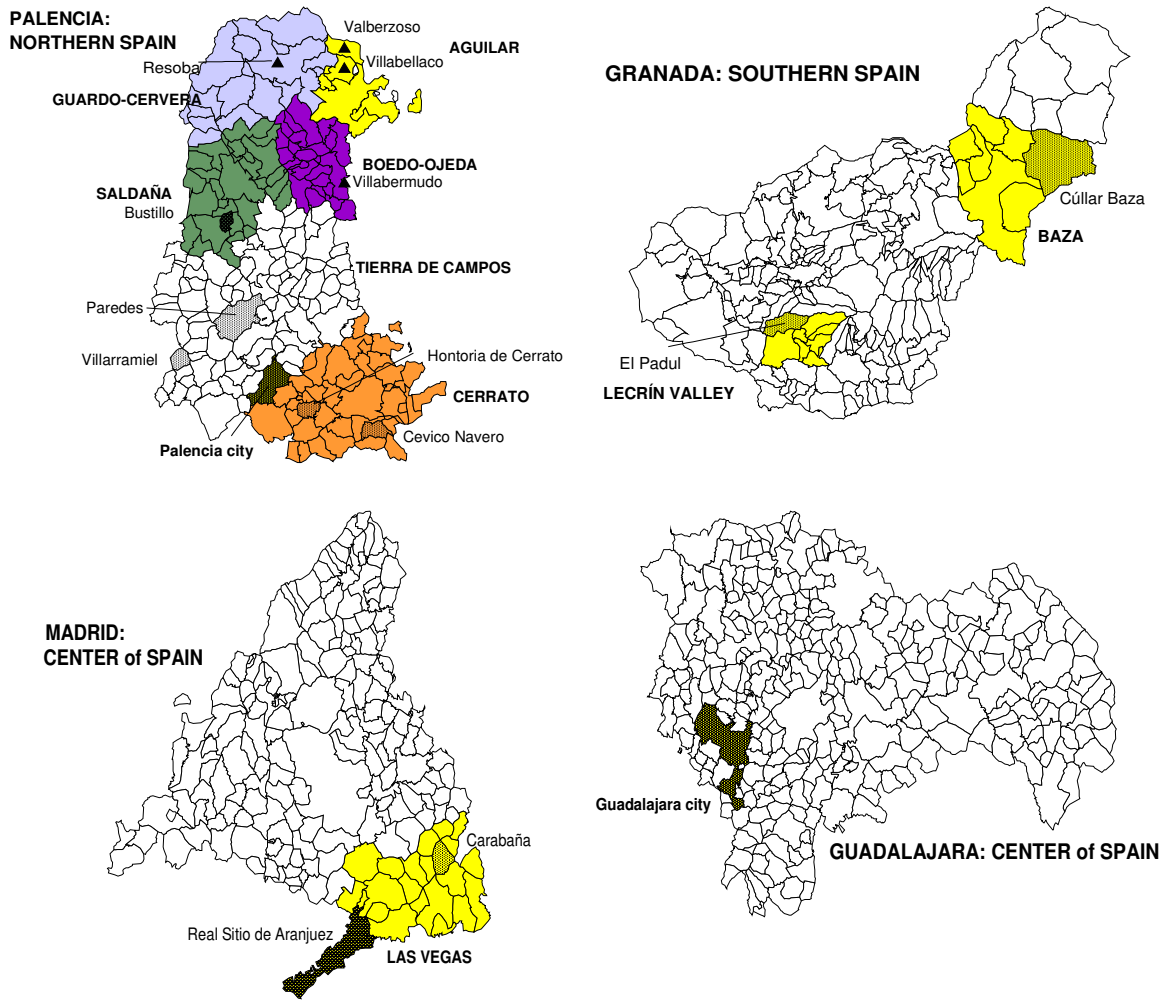 PALENCIA:
NORTHERN SPAIN
Valberzoso
AGUILAR
Resoba
Villabellaco
GUARDO-CERVERA
BOEDO-OJEDA
Villabermudo
SALDAÑA
Bustillo
TIERRA DE CAMPOS
Paredes
Villarramiel
Hontoria de Cerrato
CERRATO
Cevico Navero
Palencia city
GRANADA: SOUTHERN SPAIN
Cúllar Baza
BAZA
El Padul
LECRÍN VALLEY
MADRID:
CENTER of SPAIN
Carabaña
Real Sitio de Aranjuez
LAS VEGAS
Guadalajara city
GUADALAJARA: CENTER of SPAIN